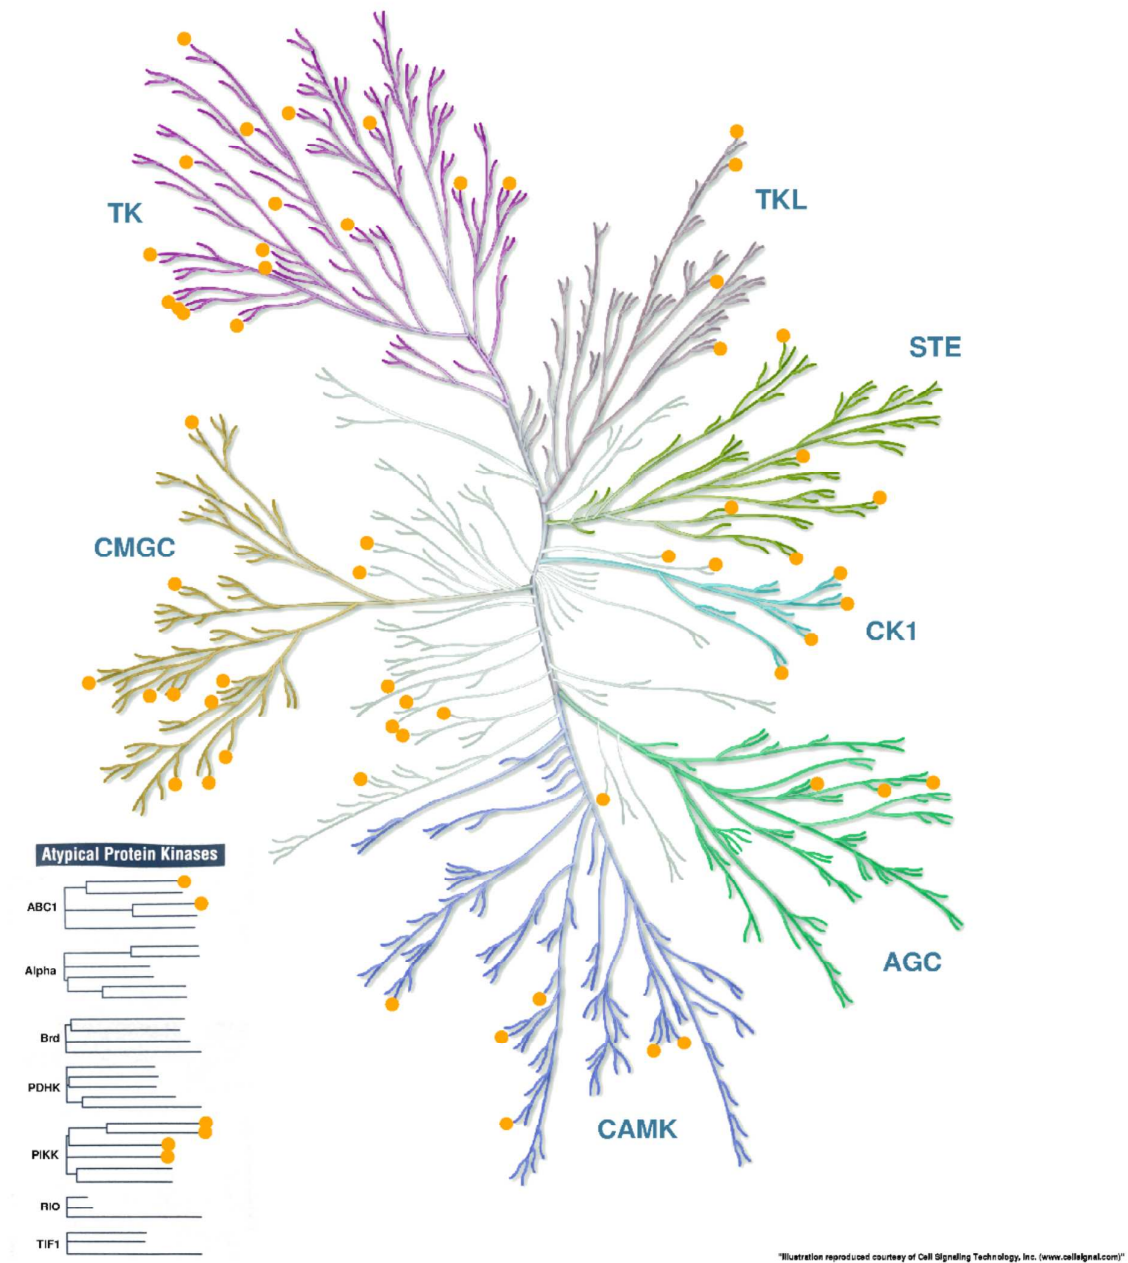 TK
TKL
STE
CMGC
CK1
Atypical Protein Kinases
ABC1
Alpha
AGC
Brd
PDHK
CAMK
PIKK
RIO
TIF1
"Illustration reproduced courtesy of Cell Signaling Technology, Inc. (www.cellsignal.com)"